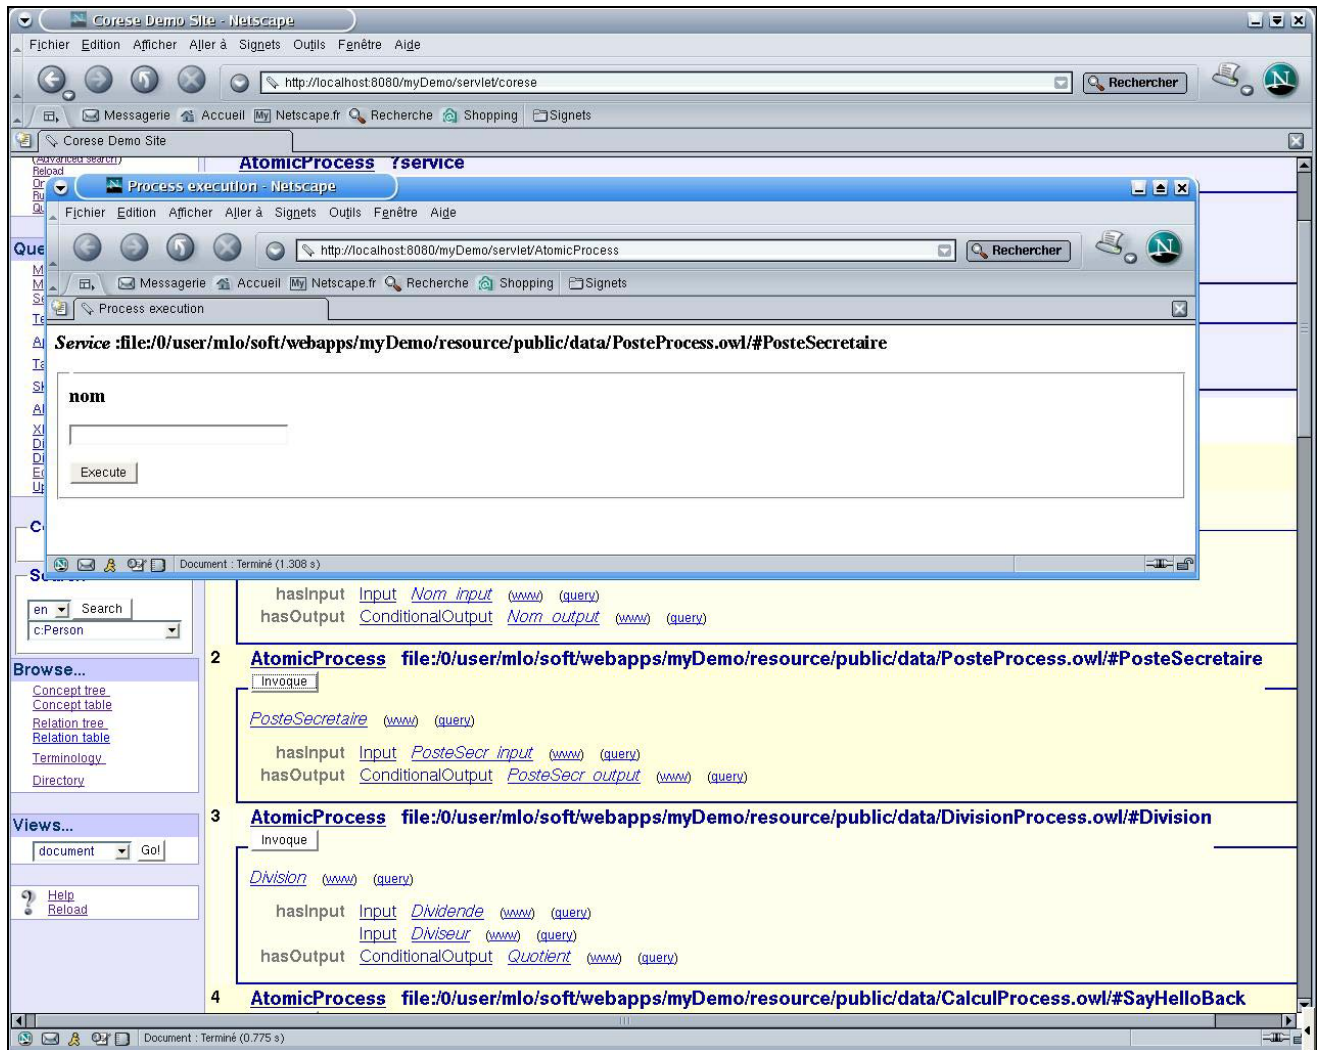 Corese Demo Site - Netscape
Fichier Edition Afficher Aller à Signets Outils Fenêtre Aide
http://localhost:8080/myDemo/servlet/corese Rechercher
Messagerie Accueil My Netscape.fr Recherche Shopping Signets
Corese Demo Site
(Advanced search)
Reload
AtomicProcess ?service
Process execution - Netscape
Fichier Edition Afficher Aller à Signets Outils Fenêtre Aide
http://localhost:8080/myDemo/servlet/AtomicProcess Rechercher
Messagerie Accueil My Netscape.fr Recherche Shopping Signets
Process execution
Service :file:/0/user/mlo/soft/webapps/myDemo/resource/public/data/PosteProcess.owl/#PosteSecretaire
nom
Execute
Document : Terminé (1.308 s)
en Search
c:Person
Browse...
Concept tree
Concept table
Relation tree
Relation table
Terminology
Directory
Views...
document Go!
Help
Reload
hasInput Input Nom input (www) (query)
hasOutput ConditionalOutput Nom output (www) (query)
2 AtomicProcess file:/0/user/mlo/soft/webapps/myDemo/resource/public/data/PosteProcess.owl/#PosteSecretaire
Invoque
PosteSecretaire (www) (query)
hasInput Input PosteSecr input (www) (query)
hasOutput ConditionalOutput PosteSecr output (www) (query)
3 AtomicProcess file:/0/user/mlo/soft/webapps/myDemo/resource/public/data/DivisionProcess.owl/#Division
Invoque
Division (www) (query)
hasInput Input Dividende (www) (query)
Input Diviseur (www) (query)
hasOutput ConditionalOutput Quotient (www) (query)
4 AtomicProcess file:/0/user/mlo/soft/webapps/myDemo/resource/public/data/CalculProcess.owl/#SayHelloBack
Document : Terminé (0.775 s)